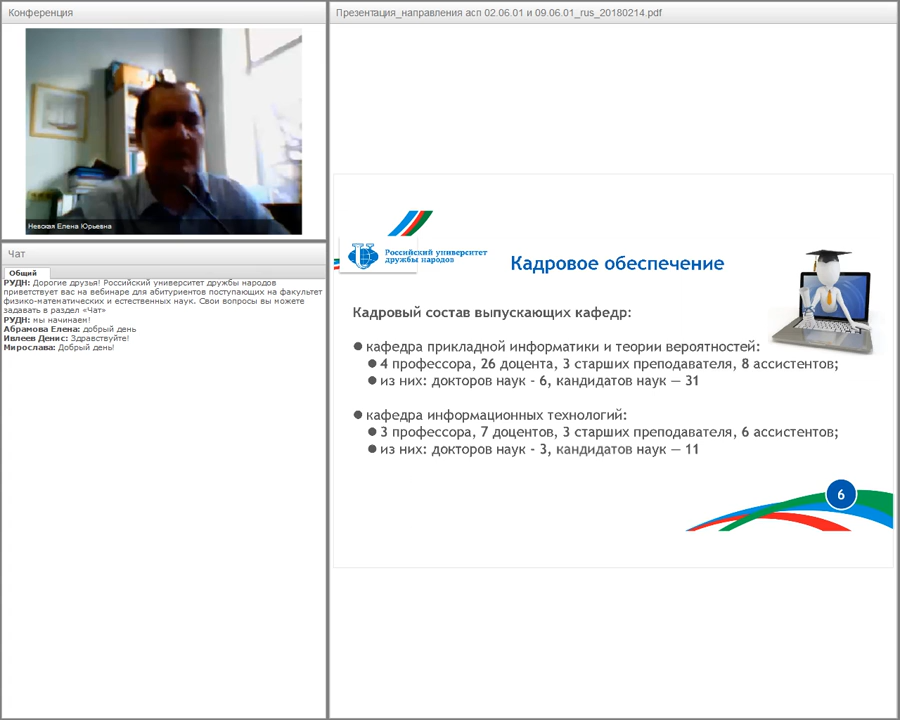 Конференция
Невская Елена Юрьевна
Чат
Общий
РУДН: Дорогие друзья! Российский университет дружбы народов
приветствует вас на вебинаре для абитуриентов поступающих на факультет
физико-математических и естественных наук. Свои вопросы вы можете
задавать в раздел «Чат»
РУДН: мы начинаем!
Абрамова Елена: добрый день
Ивлеев Денис: Здравствуйте!
Мирослава: Добрый день!
Презентация_направления асп 02.06.01 и 09.06.01_rus_20180214.pdf
Российский университет
дружбы народов
Кадровое обеспечение
Кадровый состав выпускающих кафедр:
● кафедра прикладной информатики и теории вероятностей:
● 4 профессора, 26 доцента, 3 старших преподавателя, 8 ассистентов;
● из них: докторов наук - 6, кандидатов наук — 31
● кафедра информационных технологий:
● 3 профессора, 7 доцентов, 3 старших преподавателя, 6 ассистентов;
● из них: докторов наук - 3, кандидатов наук — 11
6